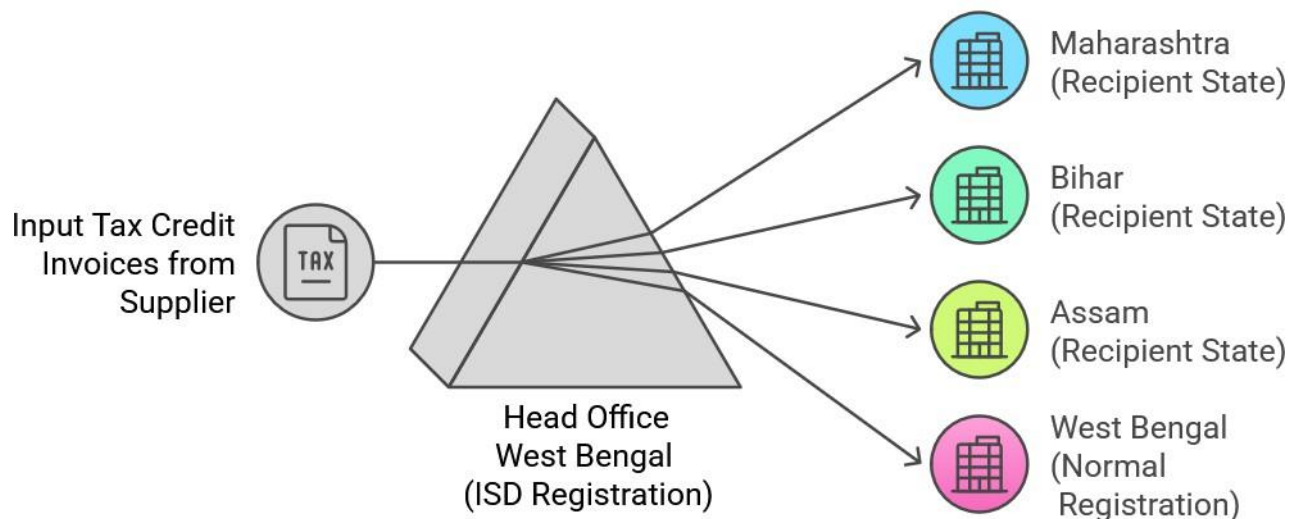 Input Tax Credit
Invoices from
Supplier
TAX
Head Office
West Bengal
(ISD Registration)
Maharashtra
(Recipient State)
Bihar
(Recipient State)
Assam
(Recipient State)
West Bengal
(Normal
Registration)